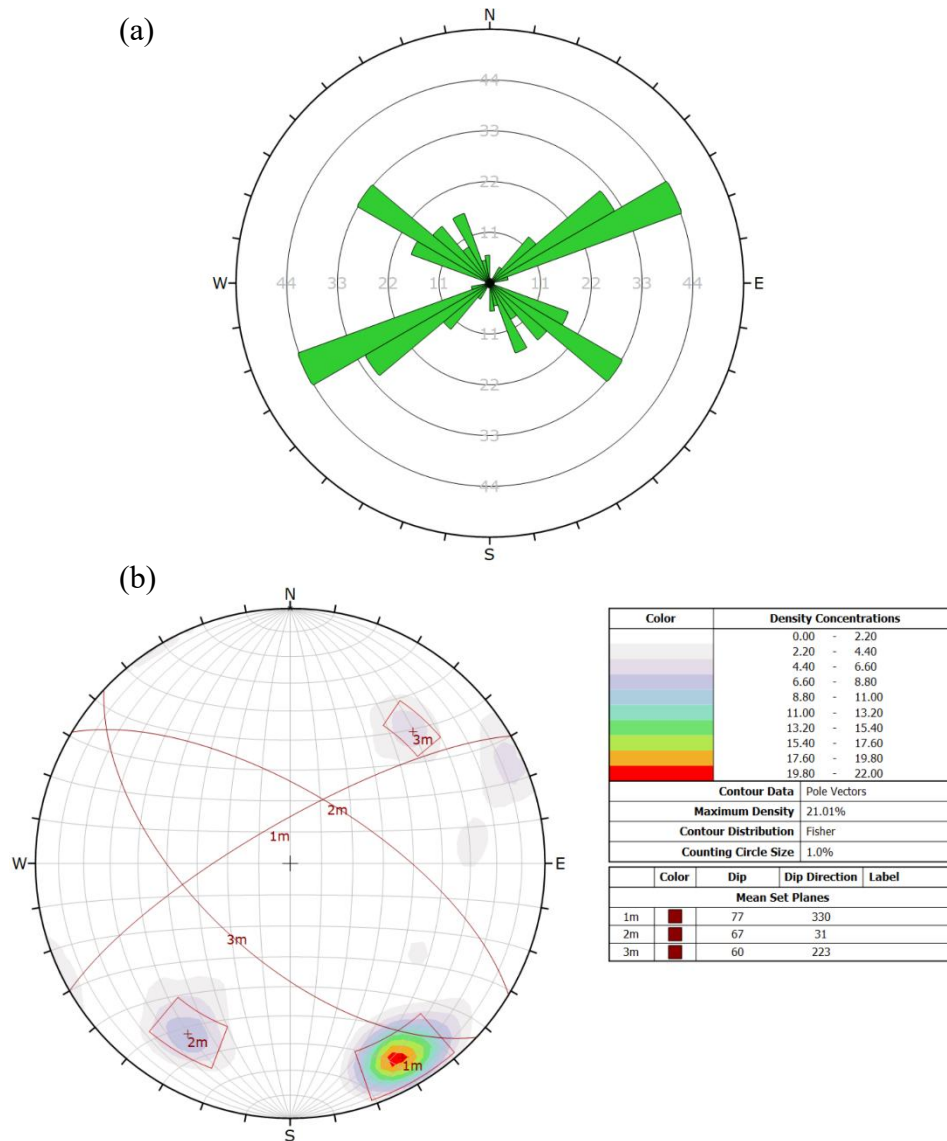 (a)
N
44
33
22
11
W 44 33 22 11 11 22 33 44 E
11
22
33
44
S
(b)
N
3m
2m
1m
W E
3m
2m
1m
S
Color Density Concentrations
0.00 - 2.20
2.20 - 4.40
4.40 - 6.60
6.60 - 8.80
8.80 - 11.00
11.00 - 13.20
13.20 - 15.40
15.40 - 17.60
17.60 - 19.80
19.80 - 22.00
Contour Data Pole Vectors
Maximum Density 21.01%
Contour Distribution Fisher
Counting Circle Size 1.0%
Color Dip Dip Direction Label
Mean Set Planes
1m 77 330
2m 67 31
3m 60 223